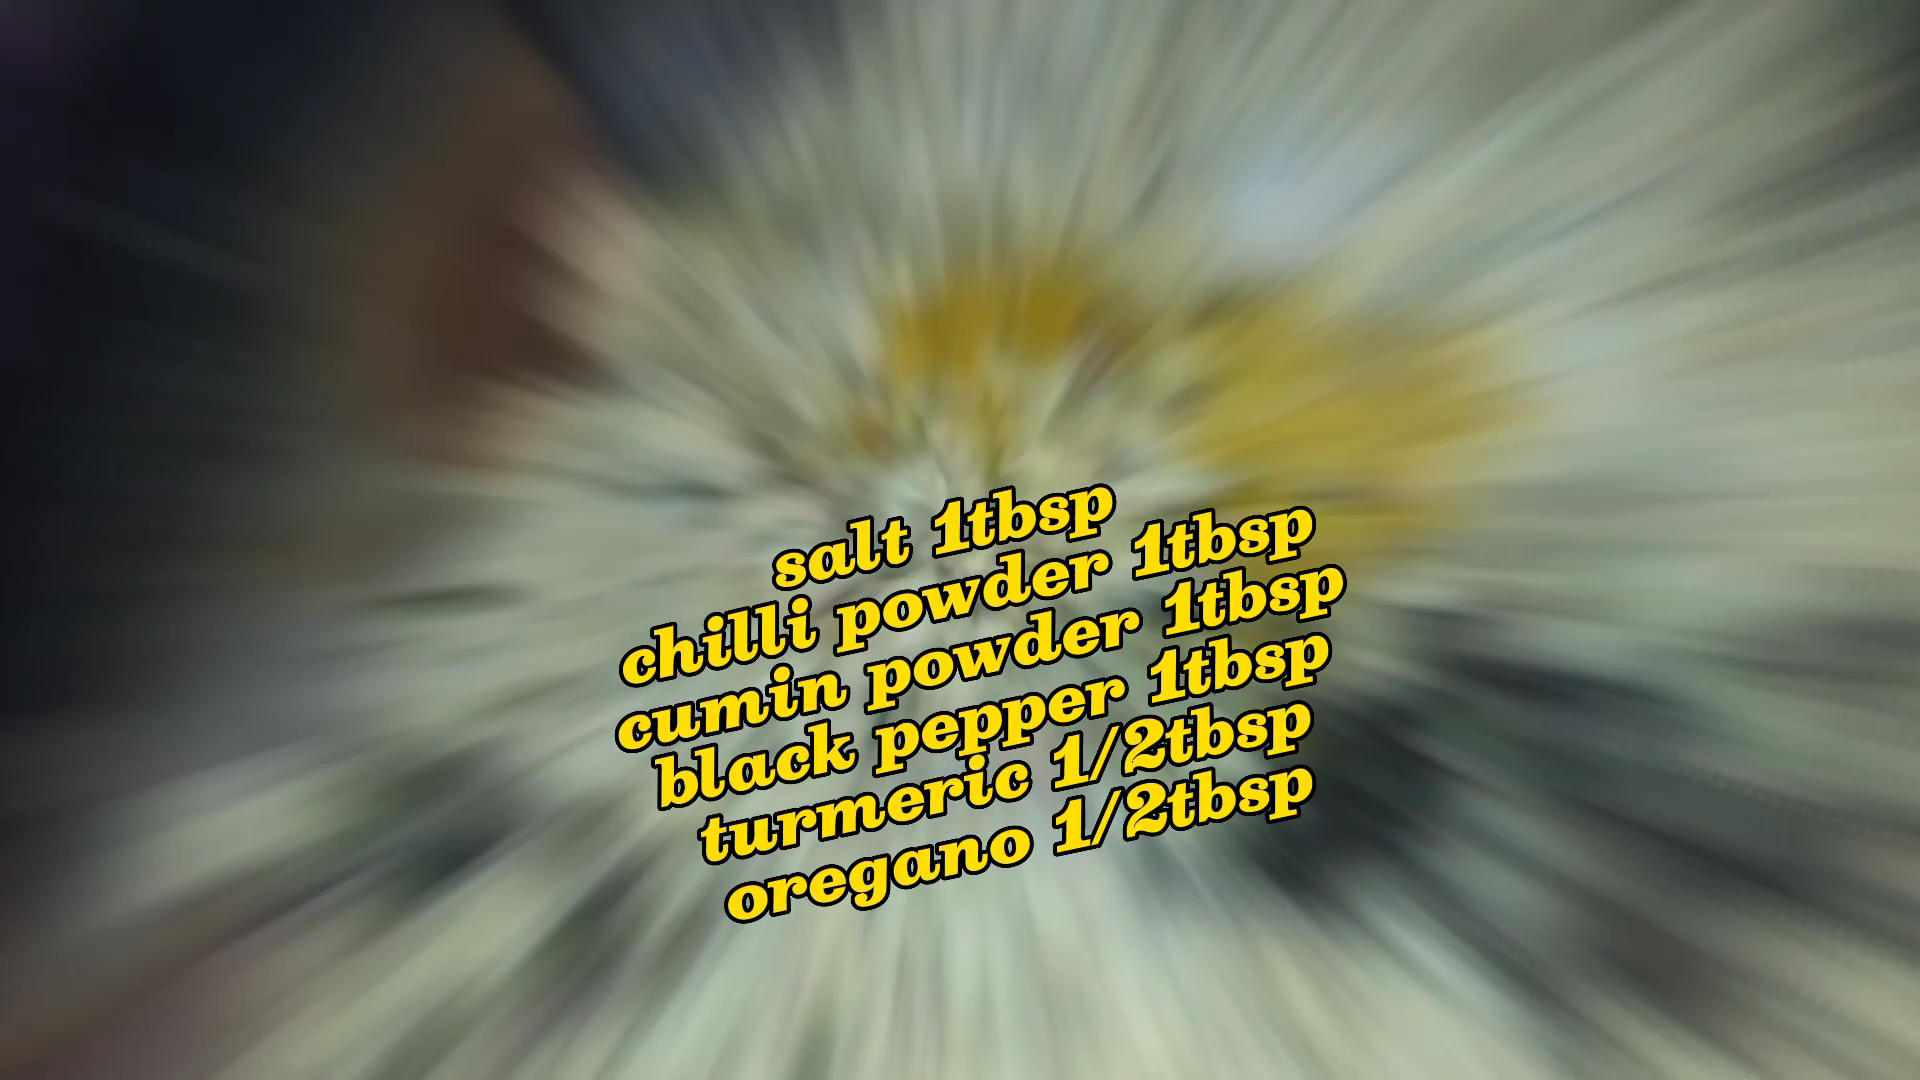 salt 1tbsp
chilli powder 1tbsp
cumin powder 1tbsp
black pepper 1tbsp
turmeric 1/2tbsp
oregano 1/2tbsp